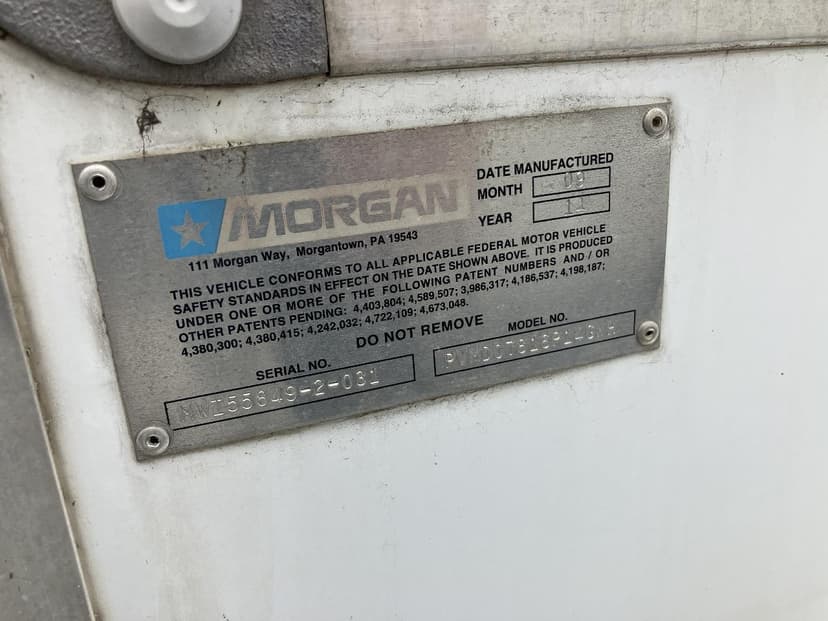 MORGAN
111 Morgan Way, Morgantown, PA 19543
DATE MANUFACTURED
MONTH 09
YEAR 11
THIS VEHICLE CONFORMS TO ALL APPLICABLE FEDERAL MOTOR VEHICLE
SAFETY STANDARDS IN EFFECT ON THE DATE SHOWN ABOVE. IT IS PRODUCED
UNDER ONE OR MORE OF THE FOLLOWING PATENT NUMBERS AND / OR
OTHER PATENTS PENDING: 4,403,804; 4,589,507; 3,986,317; 4,186,537; 4,198,187;
4,380,300; 4,380,415; 4,242,032; 4,722,109; 4,673,048.
DO NOT REMOVE
SERIAL NO.
MODEL NO.